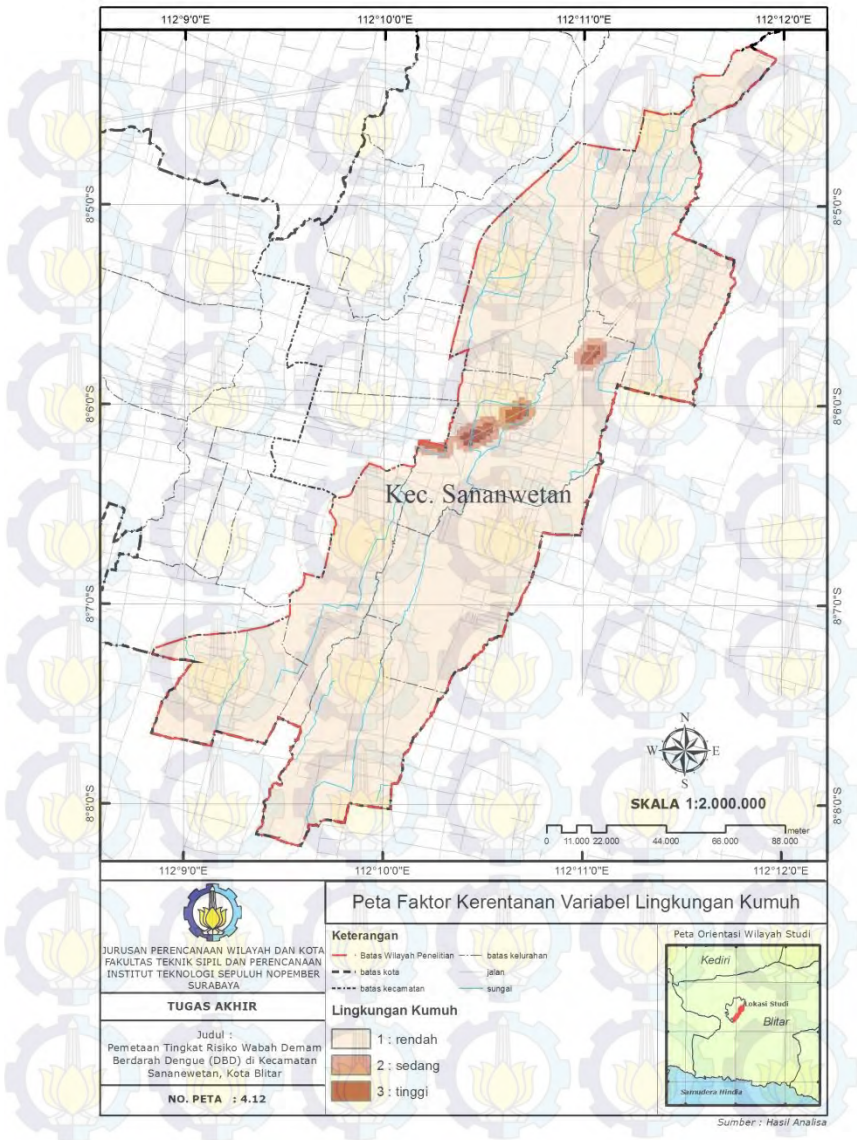 112°9'0"E 112°10'0"E 112°11'0"E 112°12'0"E
8°5'0"S 8°5'0"S
8°6'0"S 8°6'0"S
Kec. Sananwetan
8°7'0"S 8°7'0"S
N
W E
S
SKALA 1:2.000.000
8°8'0"S 8°8'0"S
meter
0 11.000 22.000 44.000 66.000 88.000
112°9'0"E 112°10'0"E 112°11'0"E 112°12'0"E
JURUSAN PERENCANAAN WILAYAH DAN KOTA
FAKULTAS TEKNIK SIPIL DAN PERENCANAAN
INSTITUT TEKNOLOGI SEPULUH NOPEMBER
SURABAYA
TUGAS AKHIR
Judul :
Pemetaan Tingkat Risiko Wabah Demam
Berdarah Dengue (DBD) di Kecamatan
Sananewetan, Kota Blitar
NO. PETA : 4.12
Peta Faktor Kerentanan Variabel Lingkungan Kumuh
Keterangan
Batas Wilayah Penelitian batas kelurahan
batas kota jalan
batas kecamatan sungai
Lingkungan Kumuh
1 : rendah
2 : sedang
3 : tinggi
Peta Orientasi Wilayah Studi
Kediri
Lokasi Studi
Blitar
Samudera Hindia
Sumber : Hasil Analisa